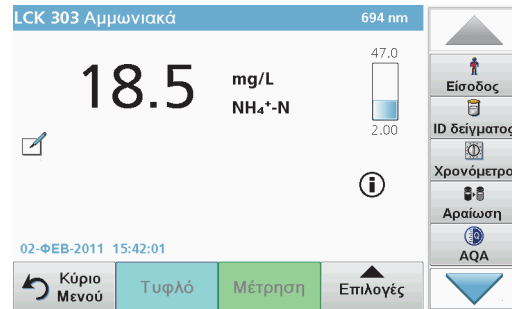 LCK 303 Αμμωνιακά 694 nm
47.0
18.5 mg/L
NH₄⁺-N
2.00
02-ΦΕΒ-2011 15:42:01
Κύριο Μενού
Τυφλό
Μέτρηση
Επιλογές
Είσοδος
ID δείγματος
Χρονόμετρο
Αραίωση
AQA